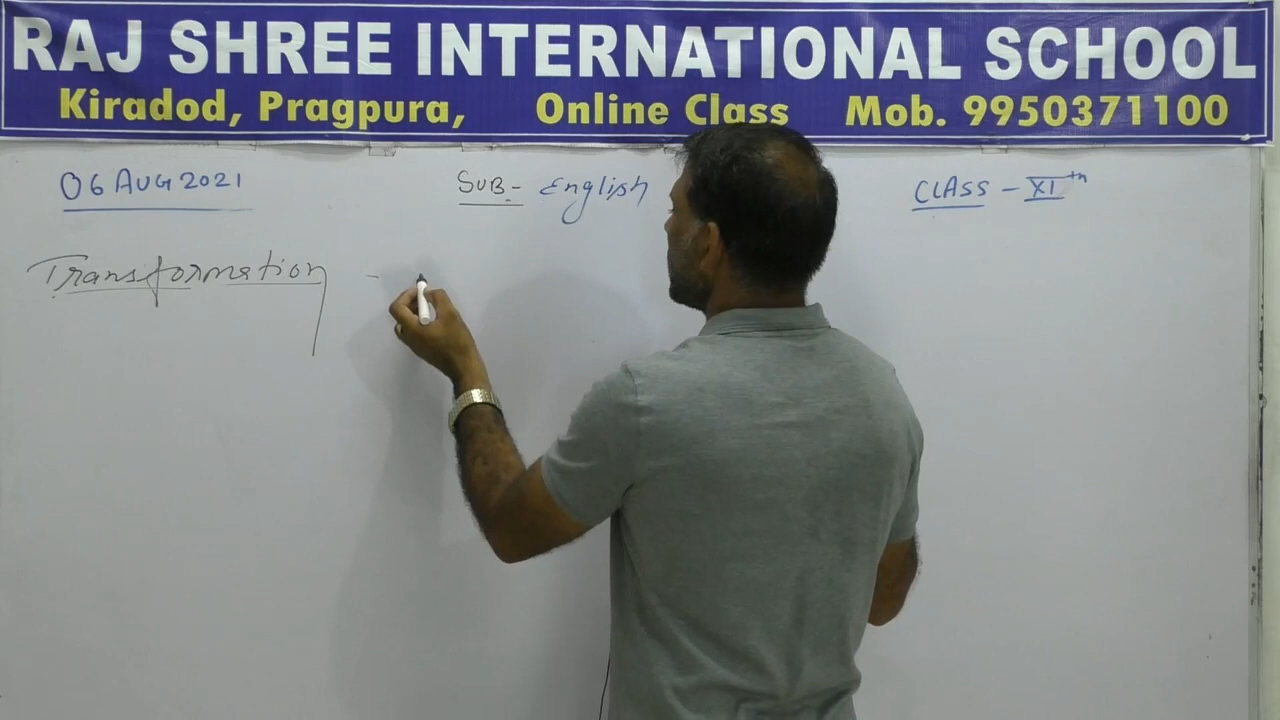 RAJ SHREE INTERNATIONAL SCHOOL
Kiradod, Pragpura, Online Class Mob. 9950371100
06 AUG 2021 SUB- English CLASS - XIth
Transformation -